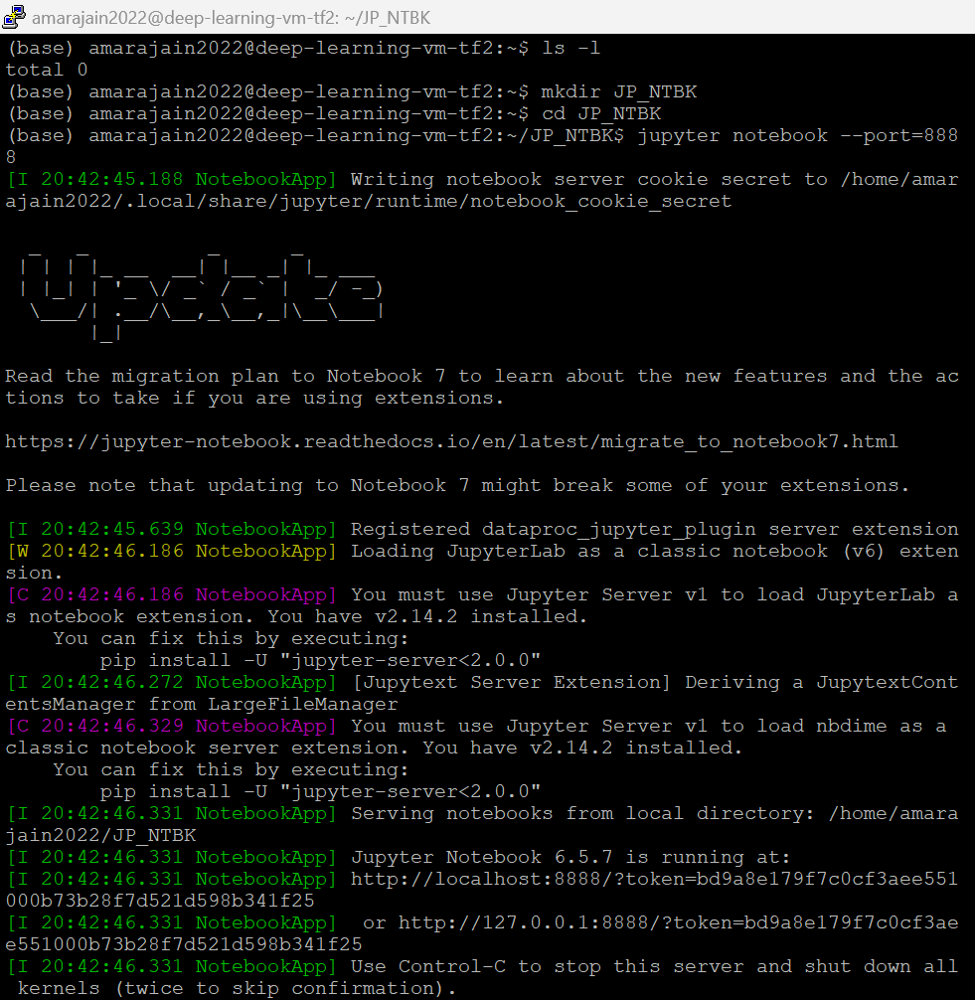 amarajain2022@deep-learning-vm-tf2: ~/JP_NTBK
(base) amarajain2022@deep-learning-vm-tf2:~$ ls -l
total 0
(base) amarajain2022@deep-learning-vm-tf2:~$ mkdir JP_NTBK
(base) amarajain2022@deep-learning-vm-tf2:~$ cd JP_NTBK
(base) amarajain2022@deep-learning-vm-tf2:~/JP_NTBK$ jupyter notebook --port=888
8
[I 20:42:45.188 NotebookApp] Writing notebook server cookie secret to /home/amar
ajain2022/.local/share/jupyter/runtime/notebook_cookie_secret
  _   _          _      _
 | | | |_ __  __| |__ _| |_ ___
 | |_| | '_ \/ _` / _` |  _/ -_)
  \___/| .__/\__,_\__,_|\__\___|
       |_|
Read the migration plan to Notebook 7 to learn about the new features and the ac
tions to take if you are using extensions.
https://jupyter-notebook.readthedocs.io/en/latest/migrate_to_notebook7.html
Please note that updating to Notebook 7 might break some of your extensions.
[I 20:42:45.639 NotebookApp] Registered dataproc_jupyter_plugin server extension
[W 20:42:46.186 NotebookApp] Loading JupyterLab as a classic notebook (v6) exten
sion.
[C 20:42:46.186 NotebookApp] You must use Jupyter Server v1 to load JupyterLab a
s notebook extension. You have v2.14.2 installed.
    You can fix this by executing:
        pip install -U "jupyter-server<2.0.0"
[I 20:42:46.272 NotebookApp] [Jupytext Server Extension] Deriving a JupytextCont
entsManager from LargeFileManager
[C 20:42:46.329 NotebookApp] You must use Jupyter Server v1 to load nbdime as a
classic notebook server extension. You have v2.14.2 installed.
    You can fix this by executing:
        pip install -U "jupyter-server<2.0.0"
[I 20:42:46.331 NotebookApp] Serving notebooks from local directory: /home/amara
jain2022/JP_NTBK
[I 20:42:46.331 NotebookApp] Jupyter Notebook 6.5.7 is running at:
[I 20:42:46.331 NotebookApp] http://localhost:8888/?token=bd9a8e179f7c0cf3aee551
000b73b28f7d521d598b341f25
[I 20:42:46.331 NotebookApp]  or http://127.0.0.1:8888/?token=bd9a8e179f7c0cf3ae
e551000b73b28f7d521d598b341f25
[I 20:42:46.331 NotebookApp] Use Control-C to stop this server and shut down all
 kernels (twice to skip confirmation).